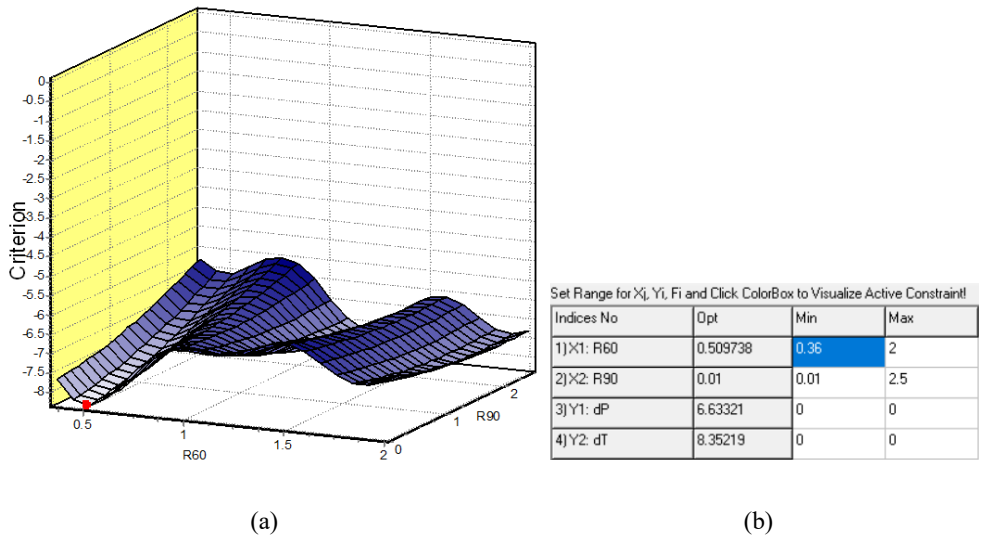 0
-0.5
-1
-1.5
-2
-2.5
-3
-3.5
-4
-4.5
-5
-5.5
-6
-6.5
-7
-7.5
-8
Criterion
0.5
1
1.5
2
R60
0
1
2
R90
Set Range for Xj, Yi, Fi and Click ColorBox to Visualize Active Constraint!
Indices No Opt Min Max
1) X1: R60 0.509738 0.36 2
2) X2: R90 0.01 0.01 2.5
3) Y1: dP 6.63321 0 0
4) Y2: dT 8.35219 0 0
(a) (b)